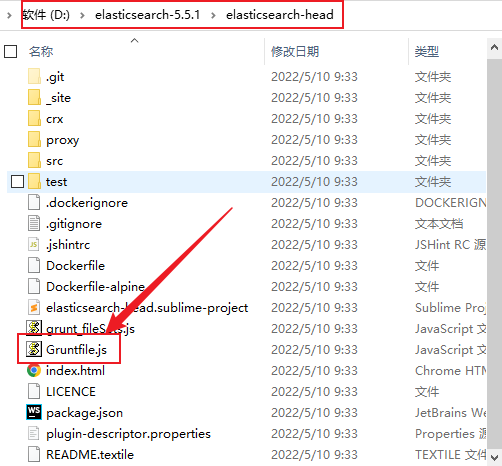 软件 (D:) > elasticsearch-5.5.1 > elasticsearch-head
名称 修改日期 类型
.git 2022/5/10 9:33 文件夹
_site 2022/5/10 9:33 文件夹
crx 2022/5/10 9:33 文件夹
proxy 2022/5/10 9:33 文件夹
src 2022/5/10 9:33 文件夹
test 2022/5/10 9:33 文件夹
.dockerignore 2022/5/10 9:33 DOCKERIGN
.gitignore 2022/5/10 9:33 文本文档
.jshintrc 2022/5/10 9:33 JSHint RC 源
Dockerfile 2022/5/10 9:33 文件
Dockerfile-alpine 2022/5/10 9:33 文件
elasticsearch-head.sublime-project 2022/5/10 9:33 Sublime Pro
grunt_fileSets.js 2022/5/10 9:33 JavaScript 文
Gruntfile.js 2022/5/10 9:33 JavaScript 文
index.html 2022/5/10 9:33 Chrome HTM
LICENCE 2022/5/10 9:33 文件
package.json 2022/5/10 9:33 JetBrains We
plugin-descriptor.properties 2022/5/10 9:33 PROPERTIES
README.textile 2022/5/10 9:33 TEXTILE 文件